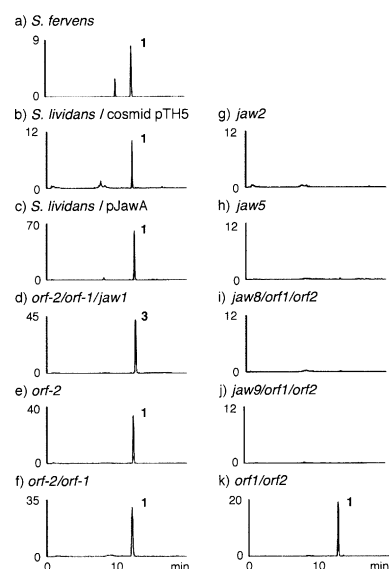 a) S. fervens
9
1
0
b) S. lividans / cosmid pTH5
12
1
0
c) S. lividans / pJawA
70
1
0
d) orf-2/orf-1/jaw1
45
3
0
e) orf-2
40
1
0
f) orf-2/orf-1
35
1
0
0 10 min
g) jaw2
12
0
h) jaw5
12
0
i) jaw8/orf1/orf2
12
0
j) jaw9/orf1/orf2
12
0
k) orf1/orf2
20
1
0
0 10 min